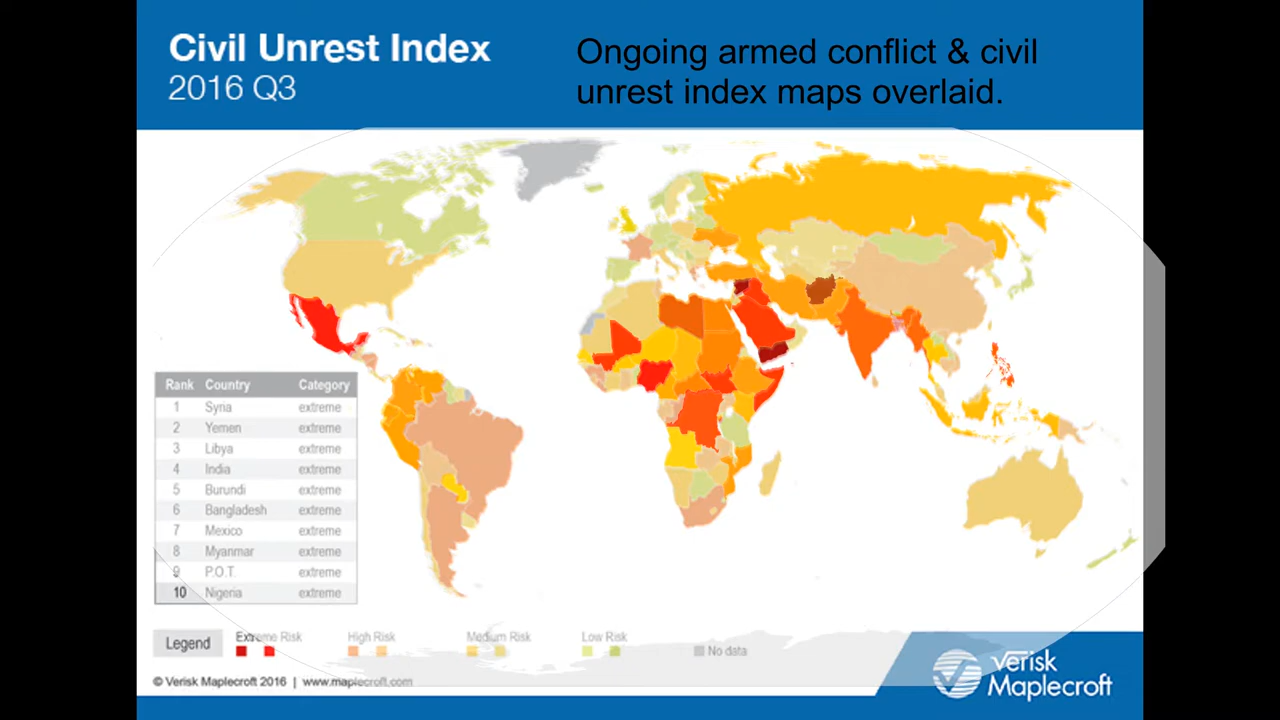 Civil Unrest Index
2016 Q3
Ongoing armed conflict & civil
unrest index maps overlaid.
Rank Country Category
1 Syria extreme
2 Yemen extreme
3 Libya extreme
4 India extreme
5 Burundi extreme
6 Bangladesh extreme
7 Mexico extreme
8 Myanmar extreme
9 P.O.T. extreme
10 Nigeria extreme
Legend
Extreme Risk
High Risk
Medium Risk
Low Risk
No data
© Verisk Maplecroft 2016 | www.maplecroft.com
Verisk
Maplecroft